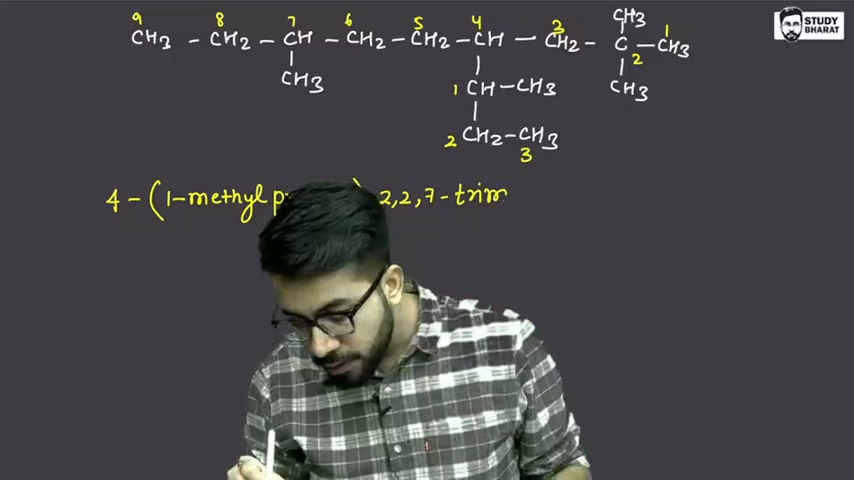 9 8 7 6 5 4 3 CH3 1
CH3 - CH2 - CH - CH2 - CH2 - CH - CH2 - C - CH3
2
CH3 1 CH - CH3 CH3
2 CH2 - CH3
3
4 - (1-methyl ) 2,2,7 - trim
STUDY
BHARAT